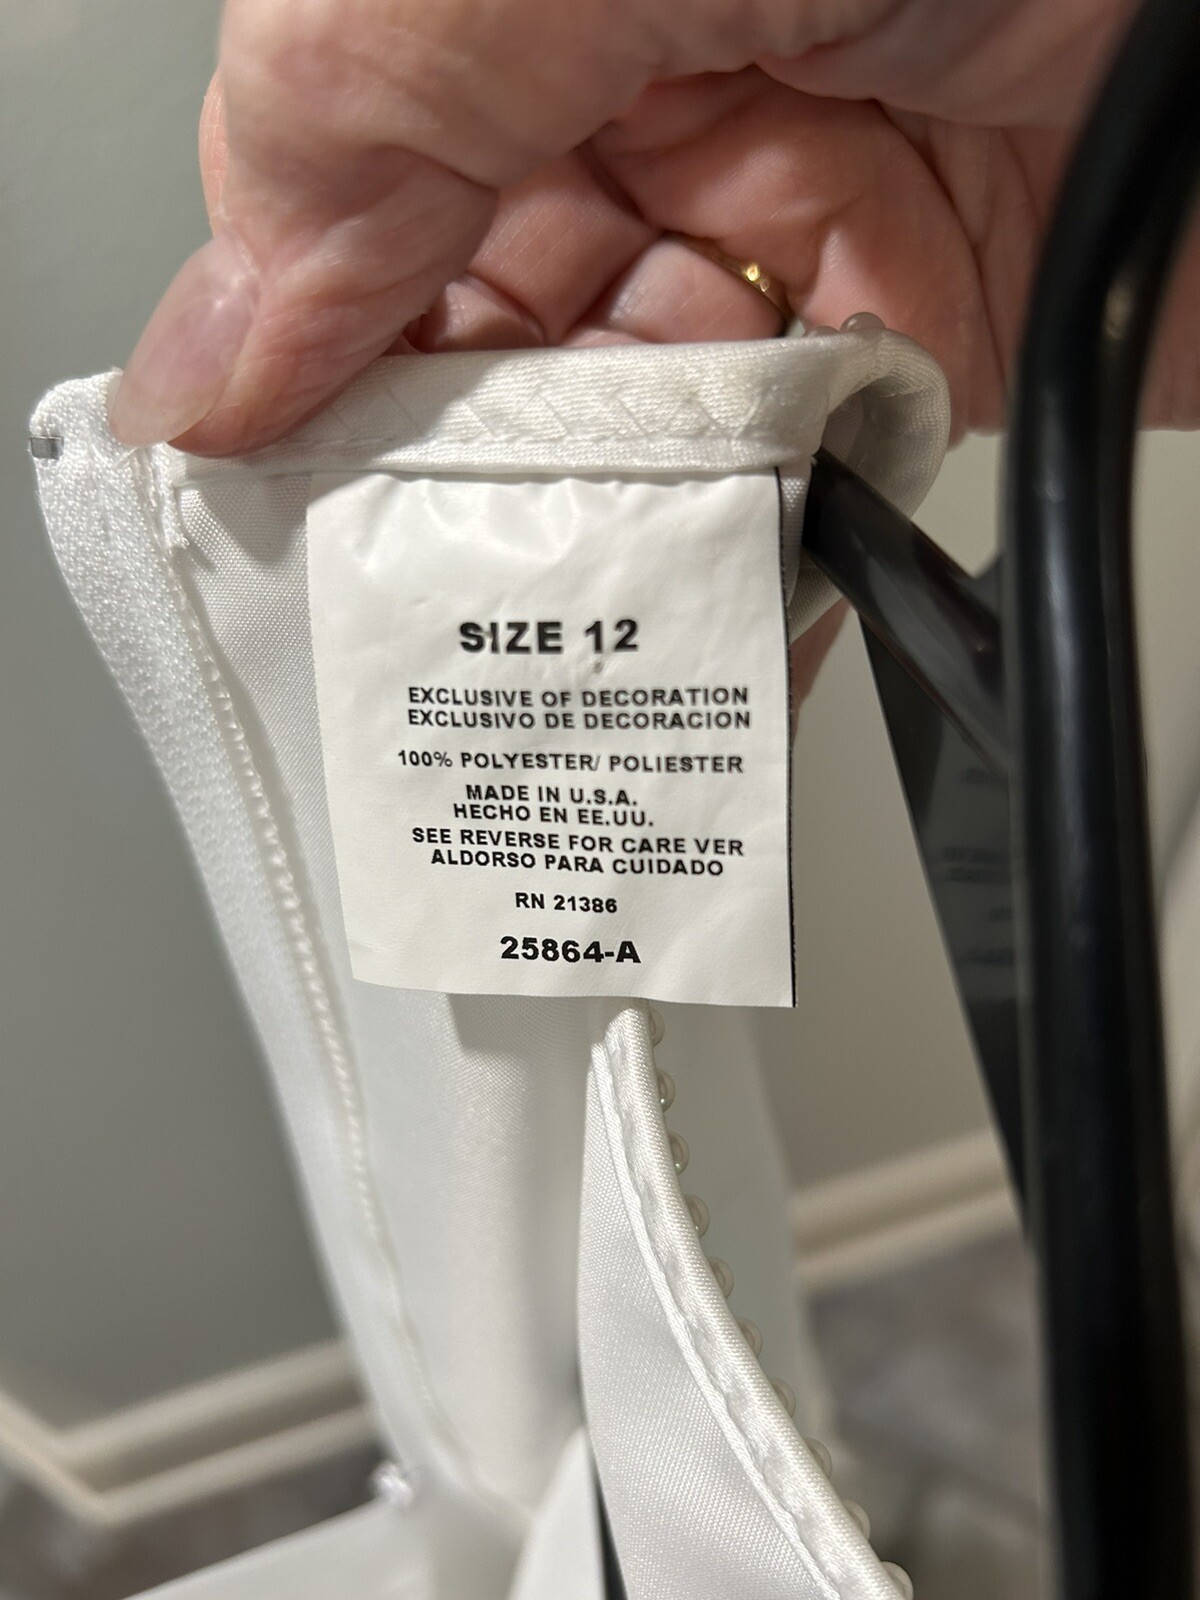 SIZE 12
EXCLUSIVE OF DECORATION
EXCLUSIVO DE DECORACION
100% POLYESTER/ POLIESTER
MADE IN U.S.A.
HECHO EN EE.UU.
SEE REVERSE FOR CARE VER
ALDORSO PARA CUIDADO
RN 21386
25864-A